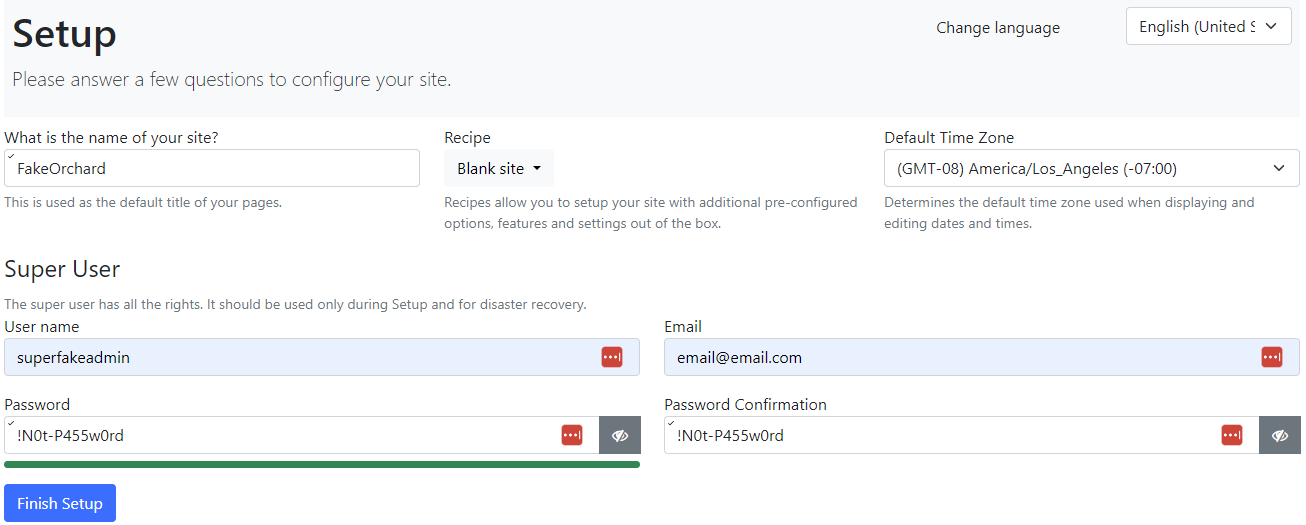 Setup
Change language
English (United S
Please answer a few questions to configure your site.
What is the name of your site?
Recipe
Default Time Zone
FakeOrchard
Blank site
(GMT-08) America/Los_Angeles (-07:00)
This is used as the default title of your pages.
Recipes allow you to setup your site with additional pre-configured
options, features and settings out of the box.
Determines the default time zone used when displaying and
editing dates and times.
Super User
The super user has all the rights. It should be used only during Setup and for disaster recovery.
User name
Email
superfakeadmin
email@email.com
Password
Password Confirmation
!N0t-P455w0rd
!N0t-P455w0rd
Finish Setup